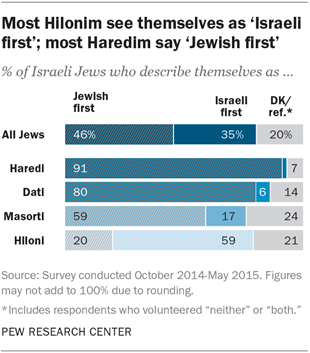 Most Hilonim see themselves as ‘Israeli
first’; most Haredim say ‘Jewish first’
% of Israeli Jews who describe themselves as ...
Jewish first
Israeli first
DK/ ref.*
All Jews 46% 35% 20%
Haredi 91 7
Dati 80 6 14
Masorti 59 17 24
Hiloni 20 59 21
Source: Survey conducted October 2014-May 2015. Figures
may not add to 100% due to rounding.
*Includes respondents who volunteered “neither” or “both.”
PEW RESEARCH CENTER